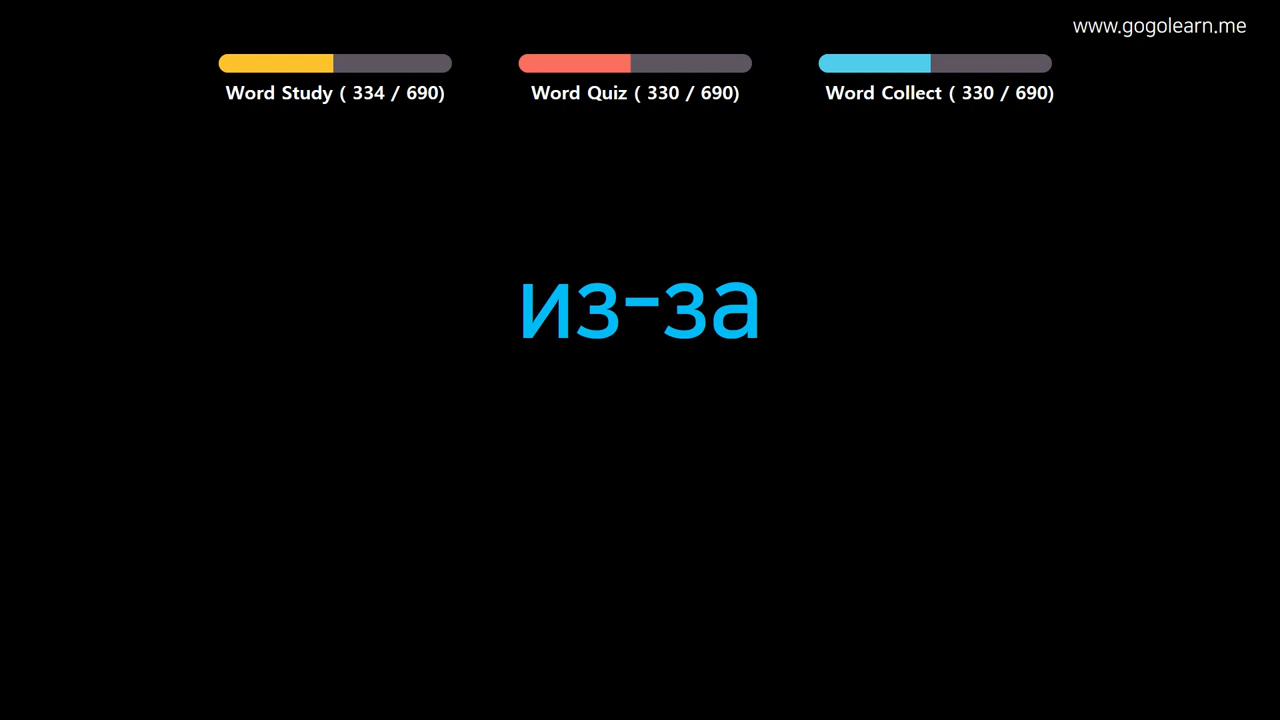 www.gogolearn.me
Word Study ( 334 / 690)
Word Quiz ( 330 / 690)
Word Collect ( 330 / 690)
из-за